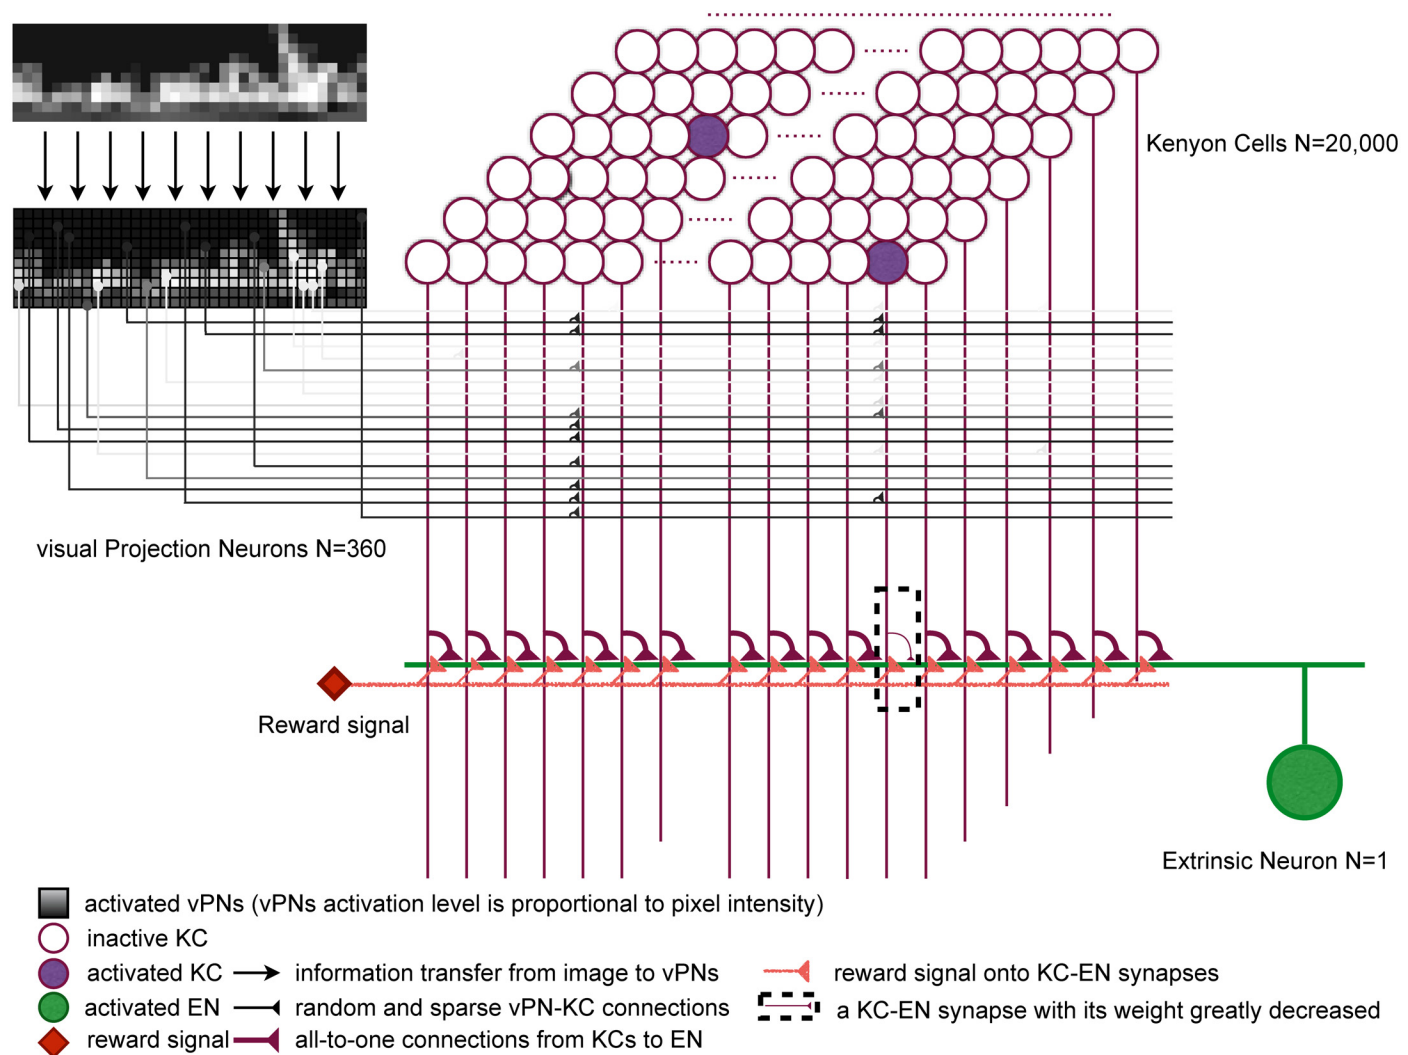 Kenyon Cells N=20,000
visual Projection Neurons N=360
Reward signal
Extrinsic Neuron N=1
activated vPNs (vPNs activation level is proportional to pixel intensity)
inactive KC
activated KC
information transfer from image to vPNs
reward signal onto KC-EN synapses
activated EN
random and sparse vPN-KC connections
a KC-EN synapse with its weight greatly decreased
reward signal
all-to-one connections from KCs to EN